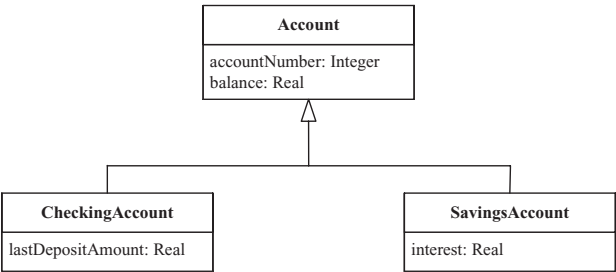 Account
accountNumber: Integer
balance: Real
CheckingAccount
lastDepositAmount: Real
SavingsAccount
interest: Real